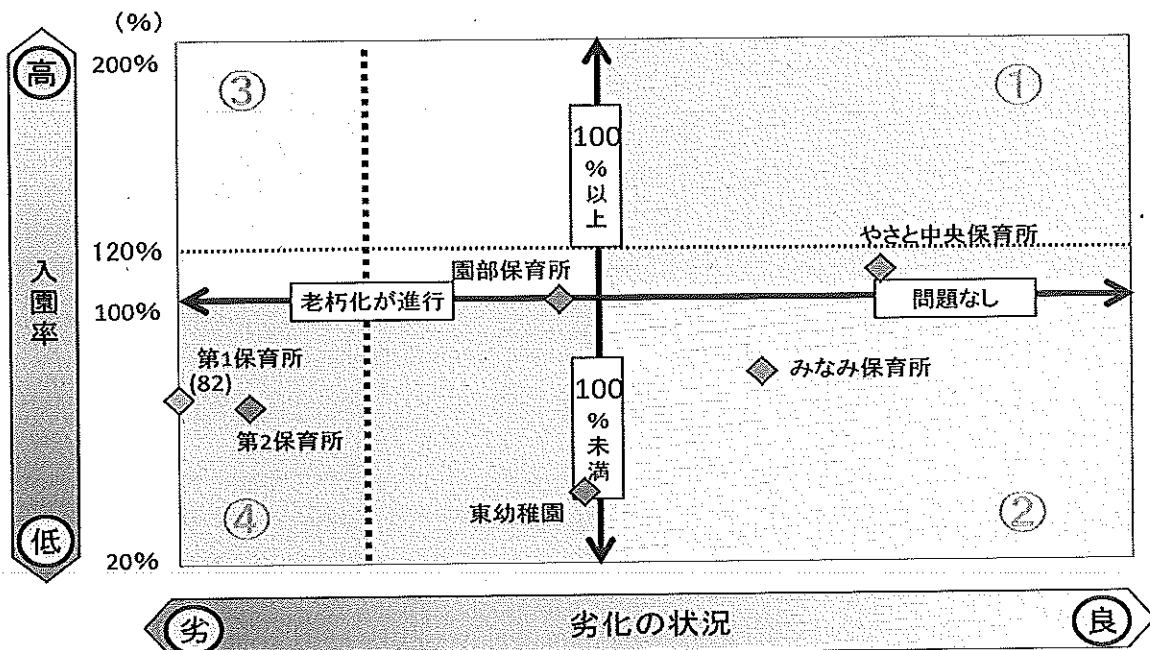 (%)
高
200%
③
①
100
%
以
上
120%
やさと中央保育所
園部保育所
入園率
老朽化が進行
問題なし
100%
第1保育所
(82)
みなみ保育所
100
%
未
満
第2保育所
東幼稚園
④
②
低
20%
劣
劣化の状況
良